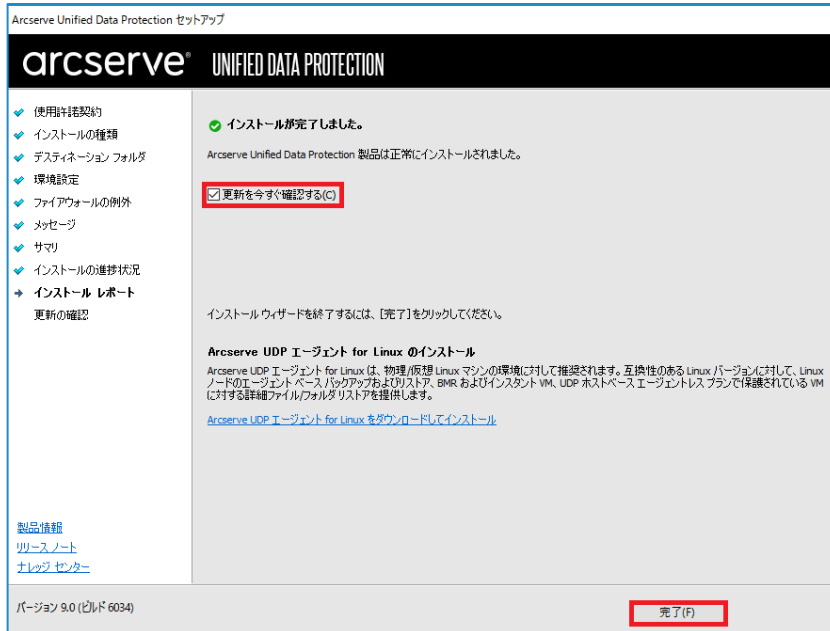 Arcserve Unified Data Protection セットアップ
arcserve® UNIFIED DATA PROTECTION
使用許諾契約
インストールの種類
デスティネーション フォルダ
環境設定
ファイアウォールの例外
メッセージ
サマリ
インストールの進捗状況
インストール レポート
更新の確認
製品情報
リリース ノート
ナレッジ センター
インストールが完了しました。
Arcserve Unified Data Protection 製品は正常にインストールされました。
更新を今すぐ確認する(C)
インストール ウィザードを終了するには、[完了]をクリックしてください。
Arcserve UDP エージェント for Linux のインストール
Arcserve UDP エージェント for Linux は、物理/仮想 Linux マシンの環境に対して推奨されます。互換性のある Linux バージョンに対して、Linux
ノードのエージェント ベース バックアップおよびリストア、BMR およびインスタント VM、UDP ホストベース エージェントレス プランで保護されている VM
に対する詳細ファイル/フォルダ リストアを提供します。
Arcserve UDP エージェント for Linux をダウンロードしてインストール
バージョン 9.0 (ビルド 6034)
完了(F)